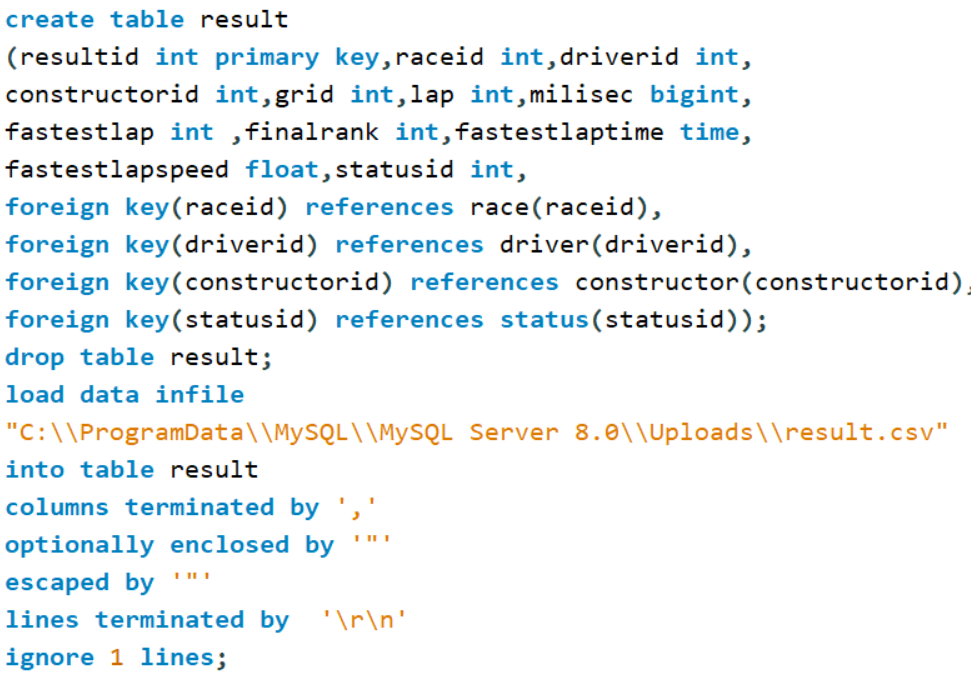 create table result
(resultid int primary key,raceid int,driverid int,
constructorid int,grid int,lap int,milisec bigint,
fastestlap int ,finalrank int,fastestlaptime time,
fastestlapspeed float,statusid int,
foreign key(raceid) references race(raceid),
foreign key(driverid) references driver(driverid),
foreign key(constructorid) references constructor(constructorid),
foreign key(statusid) references status(statusid));
drop table result;
load data infile
"C:\\ProgramData\\MySQL\\MySQL Server 8.0\\Uploads\\result.csv"
into table result
columns terminated by ','
optionally enclosed by '"'
escaped by '"'
lines terminated by  '\r\n'
ignore 1 lines;